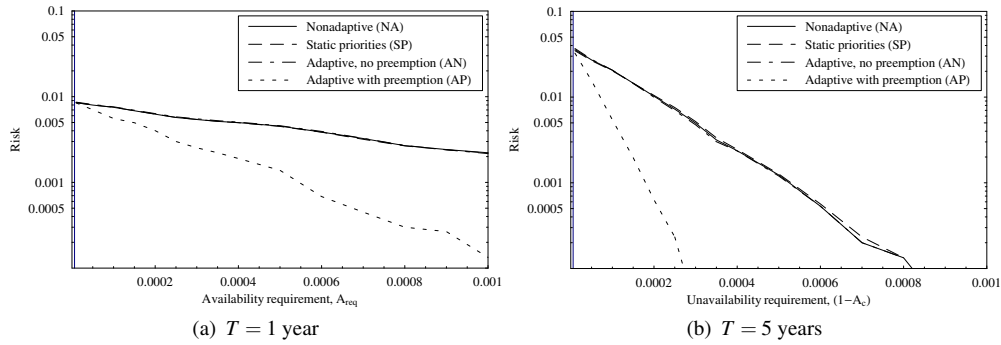 0.1
0.05
0.01
0.005
0.001
0.0005
Risk
Nonadaptive (NA)
Static priorities (SP)
Adaptive, no preemption (AN)
Adaptive with preemption (AP)
0.0002 0.0004 0.0006 0.0008 0.001
Availability requirement, A_req
(a) T = 1 year
0.1
0.05
0.01
0.005
0.001
0.0005
Risk
Nonadaptive (NA)
Static priorities (SP)
Adaptive, no preemption (AN)
Adaptive with preemption (AP)
0.0002 0.0004 0.0006 0.0008 0.001
Unavailability requirement, (1−A_c)
(b) T = 5 years